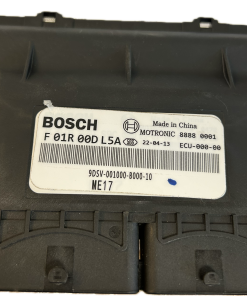 BOSCH
Made in China
MOTRONIC 8888 0001
F 01R 00D L5A 22-04-13 ECU-000-00
9DSV-001000-B000-10
ME17